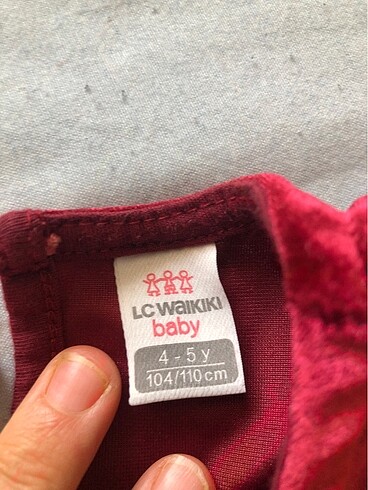 LC WAIKIKI
baby
4 - 5 y
104/110 cm